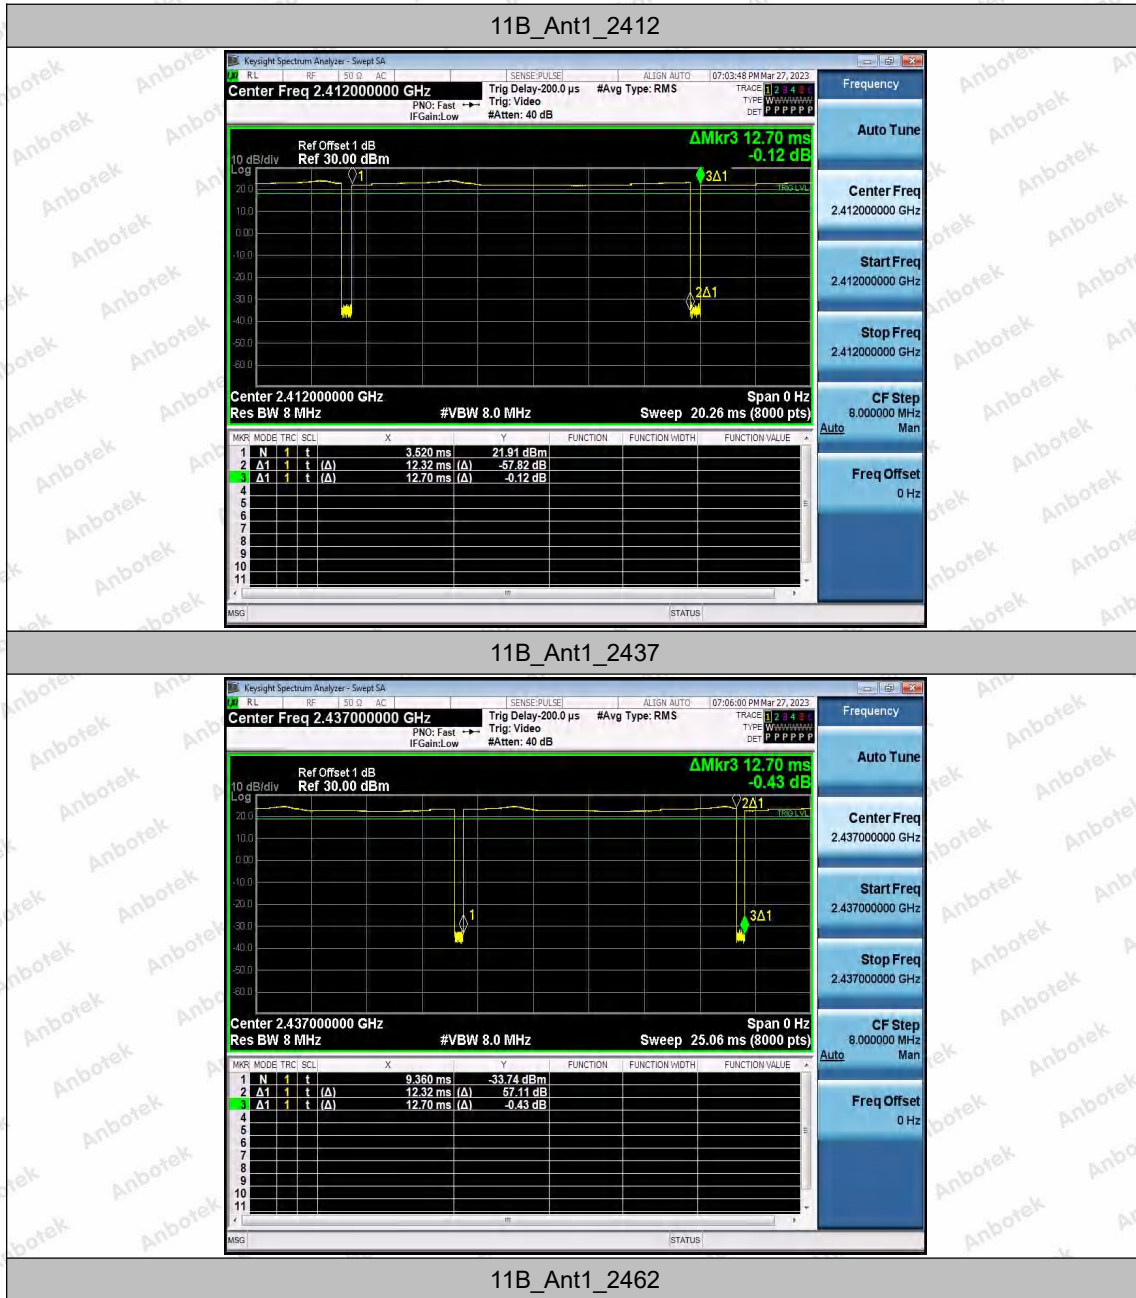 11B_Ant1_2412
Keysight Spectrum Analyzer - Swept SA
RL RF 50 Ω AC SENSE:PULSE ALIGN AUTO 07:03:48 PM Mar 27, 2023
Center Freq 2.412000000 GHz
PNO: Fast
IFGain:Low
Trig Delay-200.0 µs
Trig: Video
#Atten: 40 dB
#Avg Type: RMS
TRACE 1 2 3 4 5 6
TYPE W
DET P P P P P P
Ref Offset 1 dB
Ref 30.00 dBm
10 dB/div
Log
ΔMkr3 12.70 ms
-0.12 dB
1
3Δ1
TRIG LVL
20.0
10.0
0.00
-10.0
-20.0
-30.0
2Δ1
-40.0
-50.0
-60.0
Center 2.412000000 GHz Span 0 Hz
Res BW 8 MHz #VBW 8.0 MHz Sweep 20.26 ms (8000 pts)
MKR MODE TRC SCL X Y FUNCTION FUNCTION WIDTH FUNCTION VALUE
1 N 1 t 3.520 ms 21.91 dBm
2 Δ1 1 t (Δ) 12.32 ms (Δ) -57.82 dB
3 Δ1 1 t (Δ) 12.70 ms (Δ) -0.12 dB
4
5
6
7
8
9
10
11
MSG STATUS
Frequency
Auto Tune
Center Freq
2.412000000 GHz
Start Freq
2.412000000 GHz
Stop Freq
2.412000000 GHz
CF Step
8.000000 MHz
Auto Man
Freq Offset
0 Hz
11B_Ant1_2437
Keysight Spectrum Analyzer - Swept SA
RL RF 50 Ω AC SENSE:PULSE ALIGN AUTO 07:06:00 PM Mar 27, 2023
Center Freq 2.437000000 GHz
PNO: Fast
IFGain:Low
Trig Delay-200.0 µs
Trig: Video
#Atten: 40 dB
#Avg Type: RMS
TRACE 1 2 3 4 5 6
TYPE W
DET P P P P P P
Ref Offset 1 dB
Ref 30.00 dBm
10 dB/div
Log
ΔMkr3 12.70 ms
-0.43 dB
2Δ1
TRIG LVL
20.0
10.0
0.00
-10.0
-20.0
1
3Δ1
-30.0
-40.0
-50.0
-60.0
Center 2.437000000 GHz Span 0 Hz
Res BW 8 MHz #VBW 8.0 MHz Sweep 25.06 ms (8000 pts)
MKR MODE TRC SCL X Y FUNCTION FUNCTION WIDTH FUNCTION VALUE
1 N 1 t 9.360 ms -33.74 dBm
2 Δ1 1 t (Δ) 12.32 ms (Δ) 57.11 dB
3 Δ1 1 t (Δ) 12.70 ms (Δ) -0.43 dB
4
5
6
7
8
9
10
11
MSG STATUS
Frequency
Auto Tune
Center Freq
2.437000000 GHz
Start Freq
2.437000000 GHz
Stop Freq
2.437000000 GHz
CF Step
8.000000 MHz
Auto Man
Freq Offset
0 Hz
11B_Ant1_2462